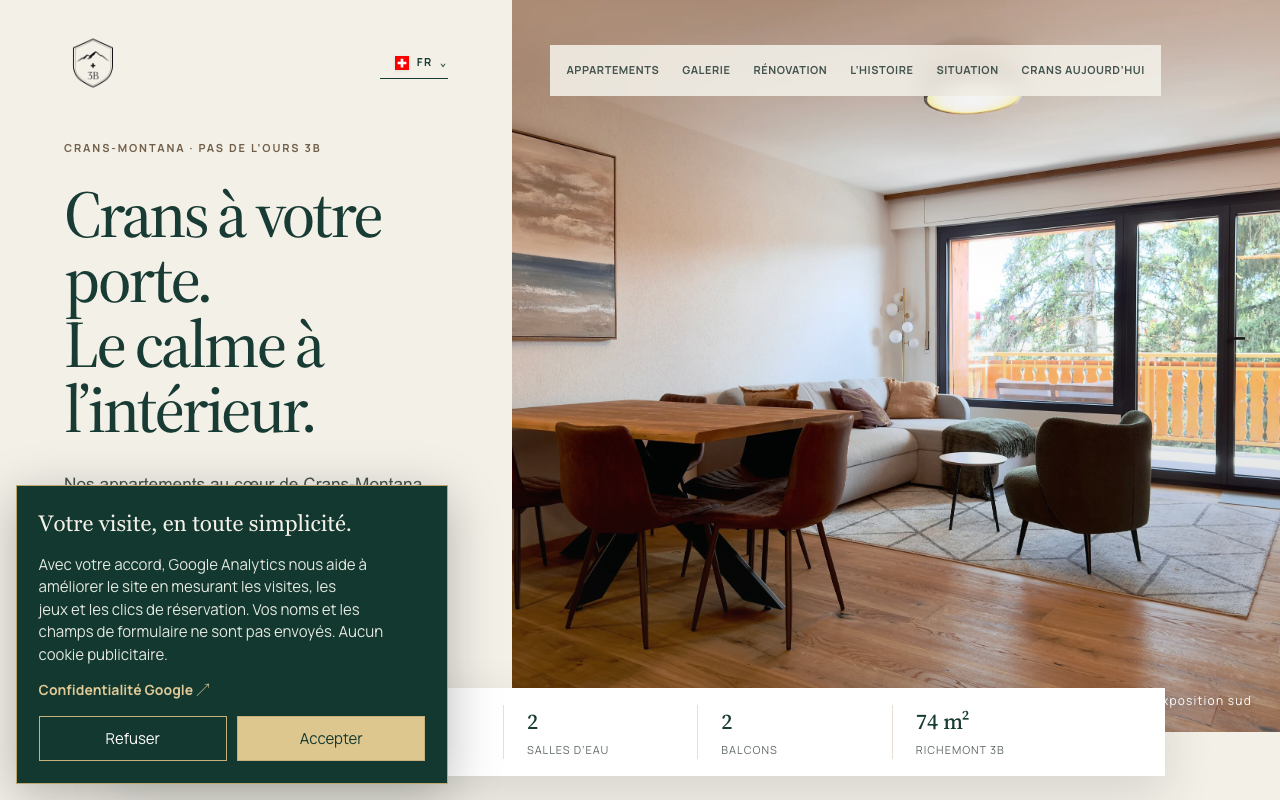 3B
FR
APPARTEMENTS GALERIE RÉNOVATION L'HISTOIRE SITUATION CRANS AUJOURD'HUI
CRANS-MONTANA · PAS DE L'OURS 3B
Crans à votre
porte.
Le calme à
l'intérieur.
Nos appartements au cœur de Crans-Montana
Votre visite, en toute simplicité.
Avec votre accord, Google Analytics nous aide à
améliorer le site en mesurant les visites, les
jeux et les clics de réservation. Vos noms et les
champs de formulaire ne sont pas envoyés. Aucun
cookie publicitaire.
Confidentialité Google ↗
Refuser Accepter
2
SALLES D'EAU
2
BALCONS
74 m²
RICHEMONT 3B
sud